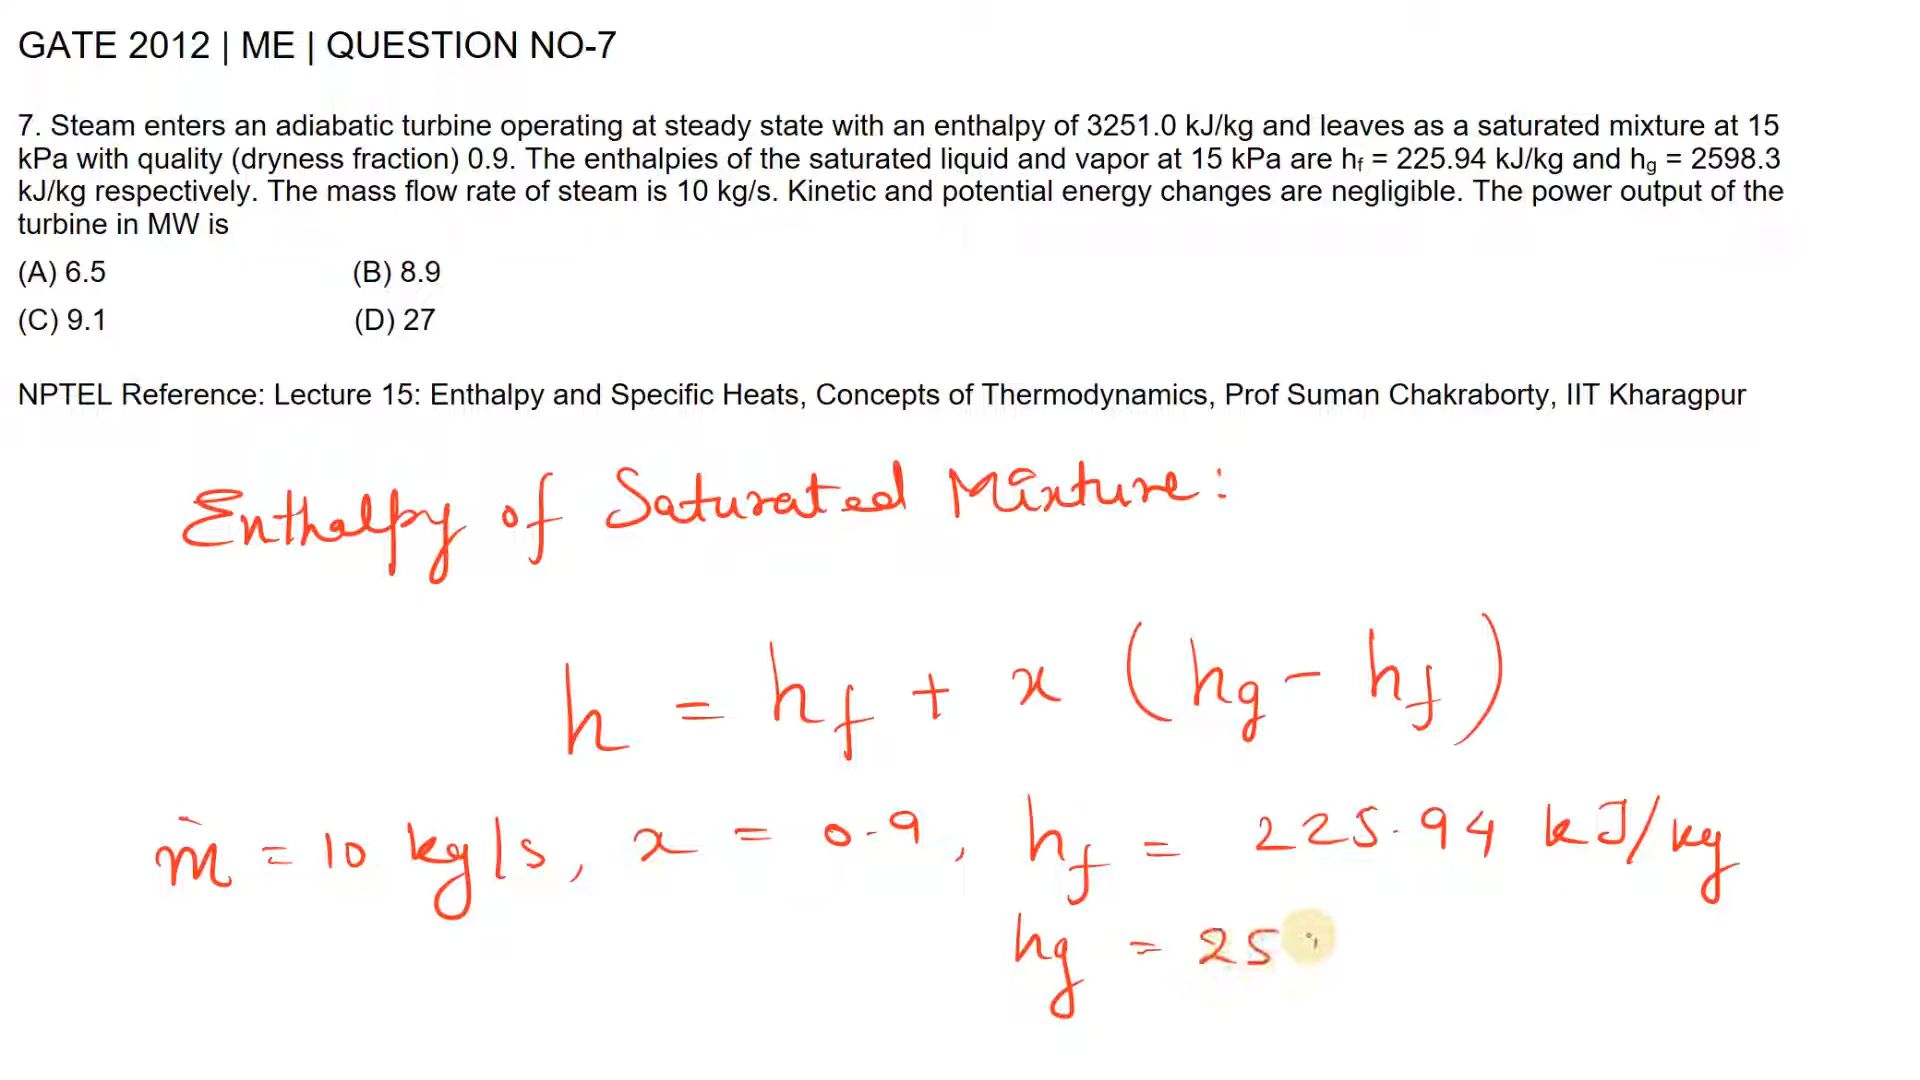 GATE 2012 | ME | QUESTION NO-7
7. Steam enters an adiabatic turbine operating at steady state with an enthalpy of 3251.0 kJ/kg and leaves as a saturated mixture at 15
kPa with quality (dryness fraction) 0.9. The enthalpies of the saturated liquid and vapor at 15 kPa are hf = 225.94 kJ/kg and hg = 2598.3
kJ/kg respectively. The mass flow rate of steam is 10 kg/s. Kinetic and potential energy changes are negligible. The power output of the
turbine in MW is
(A) 6.5 (B) 8.9
(C) 9.1 (D) 27
NPTEL Reference: Lecture 15: Enthalpy and Specific Heats, Concepts of Thermodynamics, Prof Suman Chakraborty, IIT Kharagpur
Enthalpy of Saturated Mixture:
h = hf + x (hg - hf)
ṁ = 10 kg/s, x = 0.9, hf = 225.94 kJ/kg
hg = 25